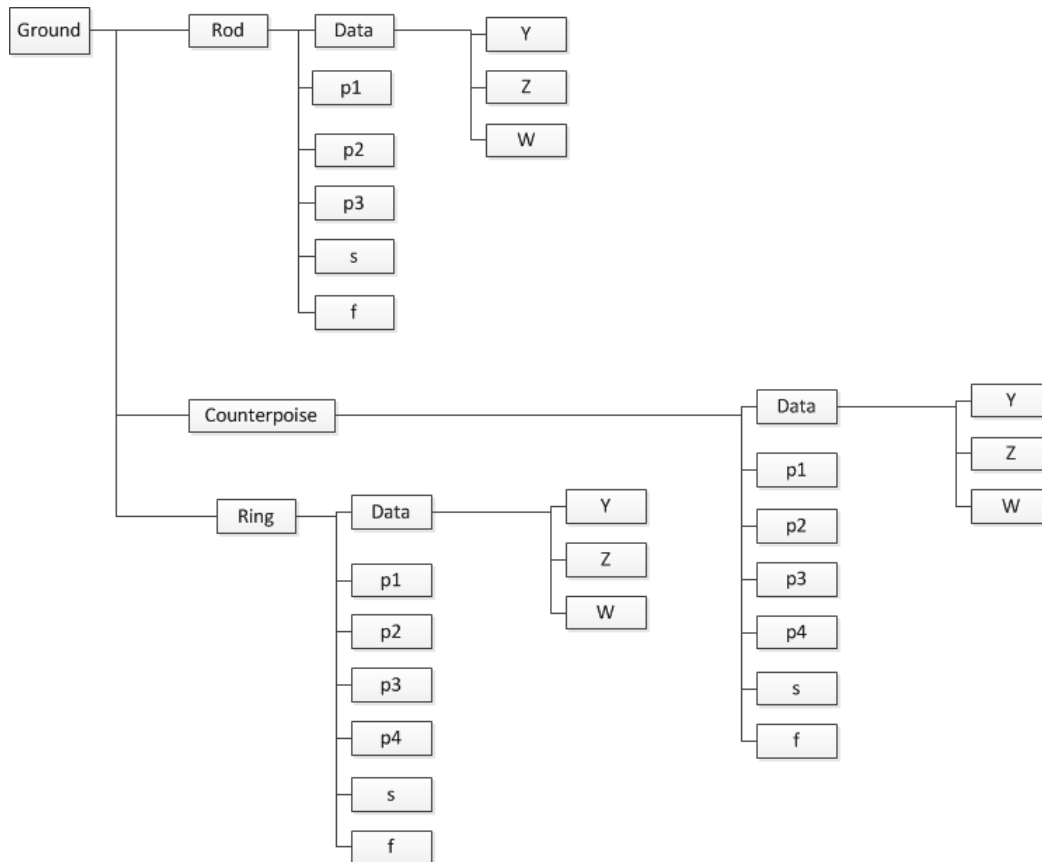 Ground
Rod
Data
Y
p1
Z
p2
W
p3
s
f
Counterpoise
Data
Y
p1
Z
p2
W
p3
p4
s
f
Ring
Data
Y
p1
Z
p2
W
p3
p4
s
f